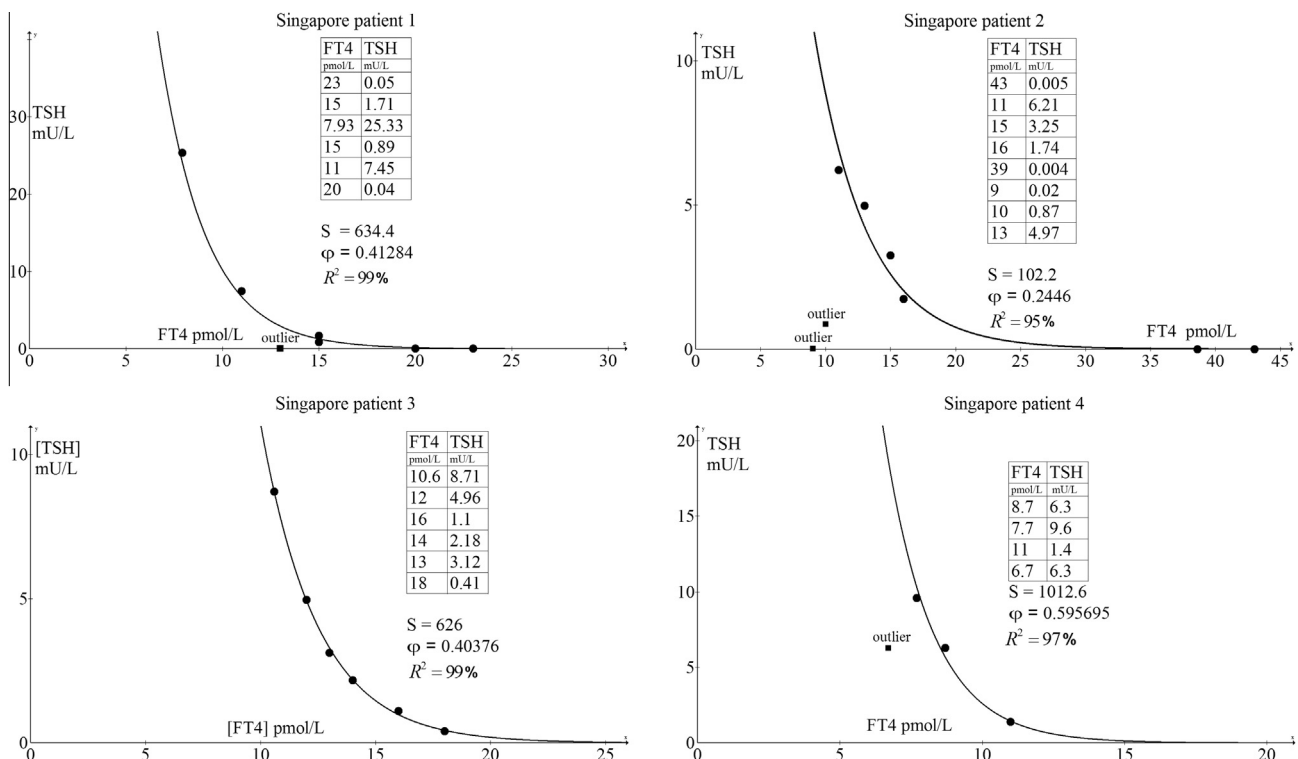 Singapore patient 1
y
TSH
mU/L
30
20
10
0
FT4 TSH
pmol/L mU/L
23 0.05
15 1.71
7.93 25.33
15 0.89
11 7.45
20 0.04
S = 634.4
φ = 0.41284
R² = 99%
FT4 pmol/L
outlier
x
0 5 10 15 20 25 30
Singapore patient 2
y
TSH
mU/L
10
5
0
FT4 TSH
pmol/L mU/L
43 0.005
11 6.21
15 3.25
16 1.74
39 0.004
9 0.02
10 0.87
13 4.97
S = 102.2
φ = 0.2446
R² = 95%
outlier
outlier
FT4 pmol/L
x
0 5 10 15 20 25 30 35 40 45
Singapore patient 3
y
[TSH]
mU/L
10
5
0
FT4 TSH
pmol/L mU/L
10.6 8.71
12 4.96
16 1.1
14 2.18
13 3.12
18 0.41
S = 626
φ = 0.40376
R² = 99%
[FT4] pmol/L
x
0 5 10 15 20 25
Singapore patient 4
y
TSH
mU/L
20
15
10
5
0
FT4 TSH
pmol/L mU/L
8.7 6.3
7.7 9.6
11 1.4
6.7 6.3
S = 1012.6
φ = 0.595695
R² = 97%
outlier
FT4 pmol/L
x
0 5 10 15 20